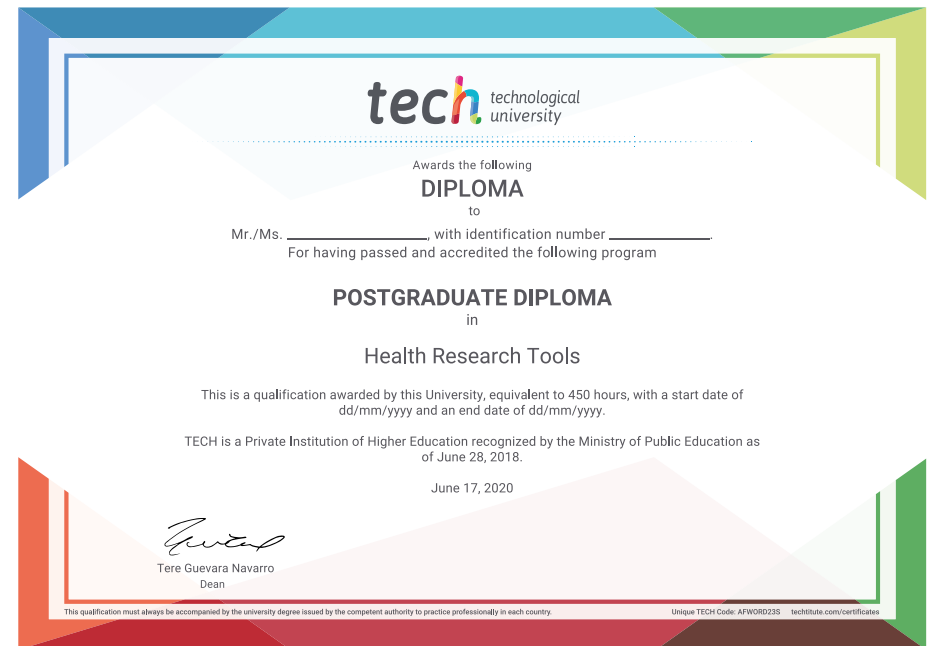 tech technological
university
Awards the following
DIPLOMA
to
Mr./Ms. ____________________, with identification number ______________.
For having passed and accredited the following program
POSTGRADUATE DIPLOMA
in
Health Research Tools
This is a qualification awarded by this University, equivalent to 450 hours, with a start date of
dd/mm/yyyy and an end date of dd/mm/yyyy.
TECH is a Private Institution of Higher Education recognized by the Ministry of Public Education as
of June 28, 2018.
June 17, 2020
Tere Guevara Navarro
Dean
This qualification must always be accompanied by the university degree issued by the competent authority to practice professionally in each country. Unique TECH Code: AFWORD23S techtitute.com/certificates